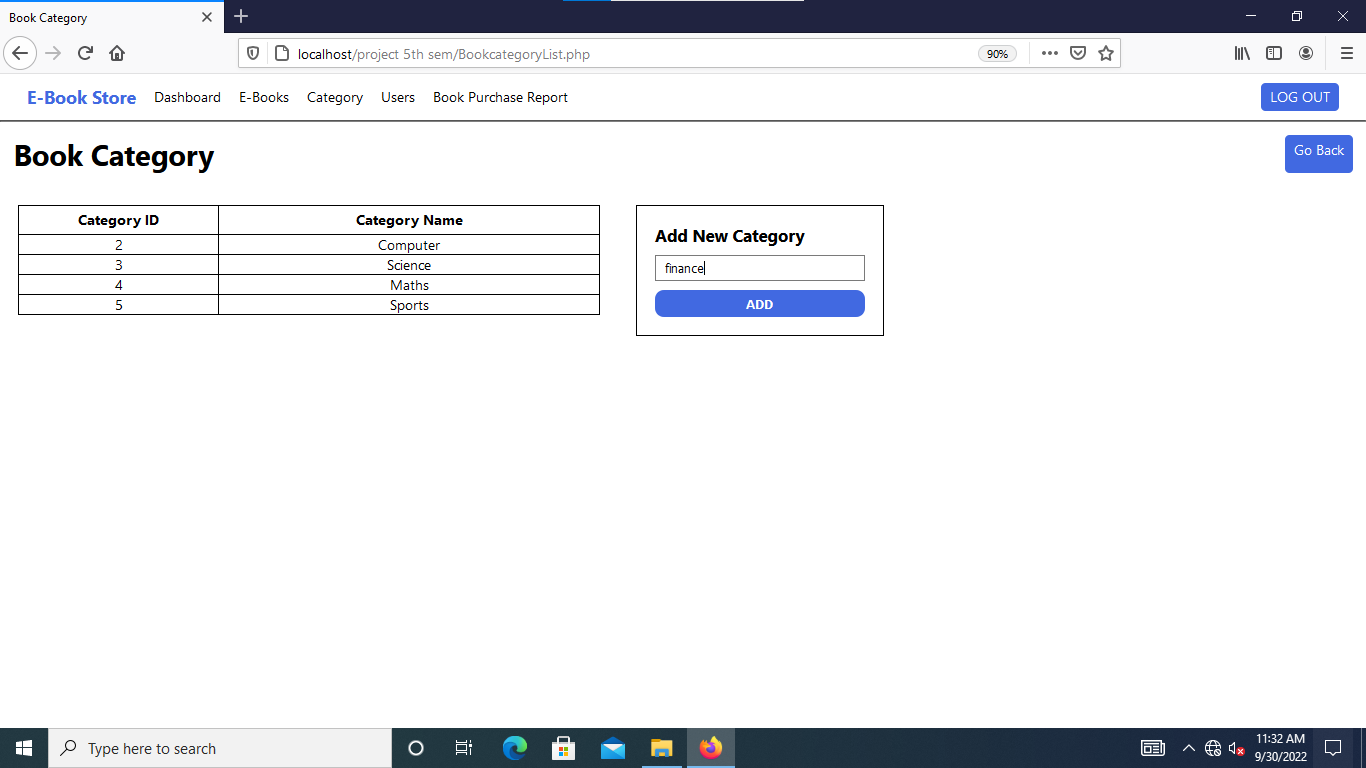 Book Category
localhost/project 5th sem/BookcategoryList.php
90%
E-Book Store Dashboard E-Books Category Users Book Purchase Report LOG OUT
Book Category
Go Back
Category ID Category Name
2 Computer
3 Science
4 Maths
5 Sports
Add New Category
finance
ADD
Type here to search
11:32 AM
9/30/2022